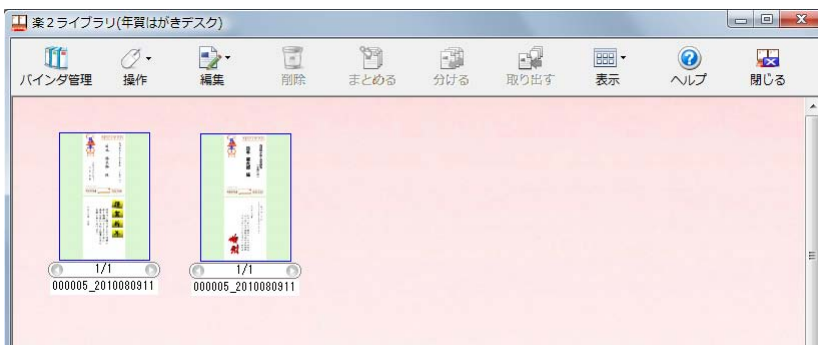 楽2ライブラリ(年賀はがきデスク)
バインダ管理 操作 編集 削除 まとめる 分ける 取り出す 表示 ヘルプ 閉じる
1/1 1/1
000005_2010080911 000005_2010080911